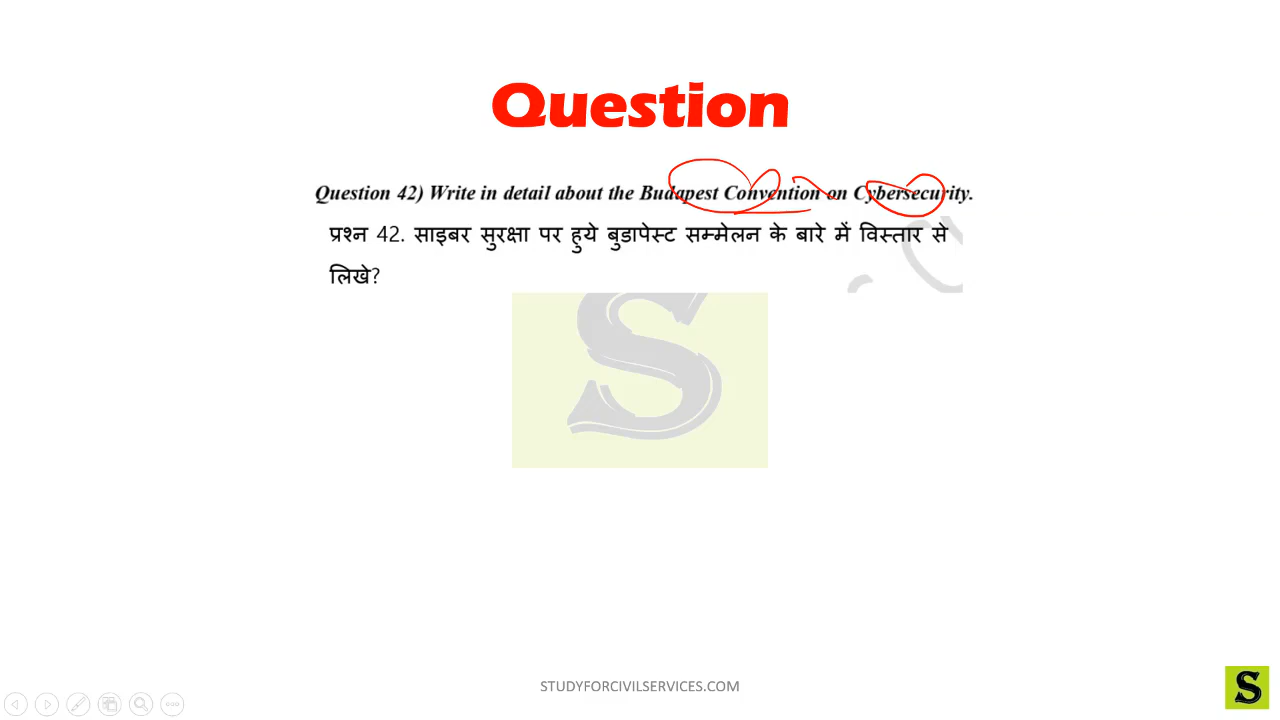 Question
Question 42) Write in detail about the Budapest Convention on Cybersecurity.
प्रश्न 42. साइबर सुरक्षा पर हुये बुडापेस्ट सम्मेलन के बारे में विस्तार से
लिखे?
S
STUDYFORCIVILSERVICES.COM
S